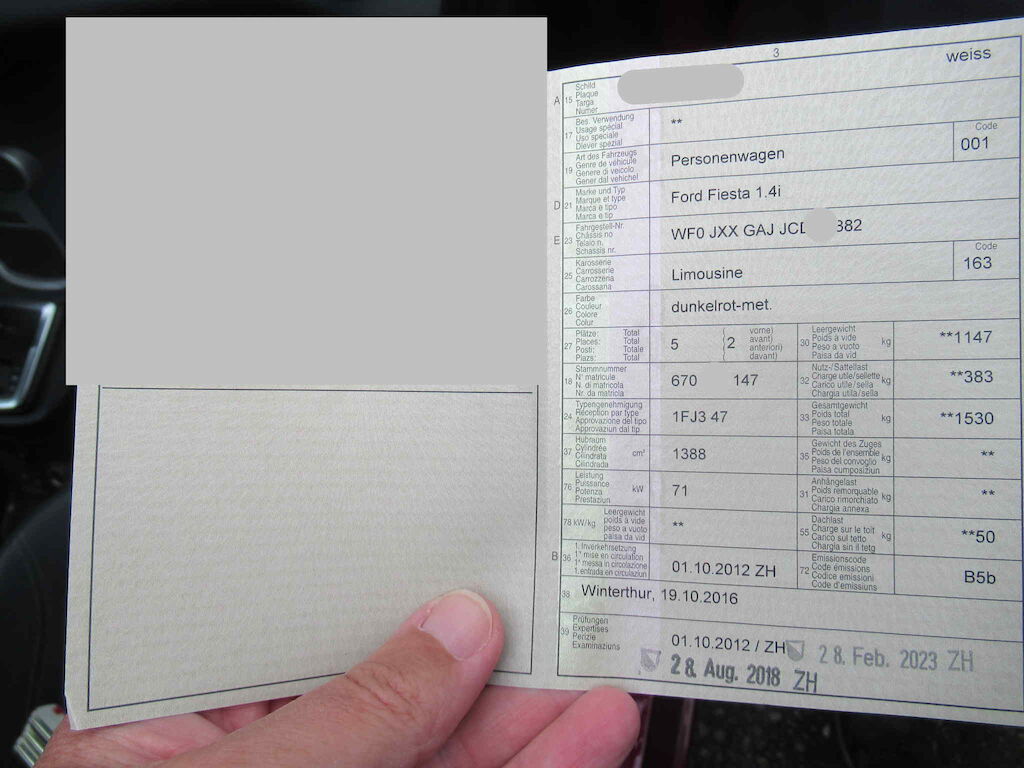 3
weiss
A 15 Schild
Plaque
Targa
Numer
17 Bes. Verwendung
Usage spécial
Uso speciale
Diever spezial
**
19 Art des Fahrzeugs
Genre de véhicule
Genere di veicolo
Gener dal vehichel
Personenwagen
Code
001
D 21 Marke und Typ
Marque et type
Marca e tipo
Marca e tip
Ford Fiesta 1.4i
E 23 Fahrgestell-Nr.
Châssis no
Telaio n.
Schassis nr.
WF0 JXX GAJ JCD 382
25 Karosserie
Carrosserie
Carrozzeria
Carossaria
Limousine
Code
163
26 Farbe
Couleur
Colore
Colur
dunkelrot-met.
27 Plätze: Total
Places: Total
Posti: Totale
Plazs: Total
5
( vorne)
( avant)
anteriori)
( davant)
2
30 Leergewicht
Poids à vide
Peso a vuoto
Paisa da vid
kg
**1147
18 Stammnummer
N° matricule
N. di matricola
Nr. da matricla
670 147
32 Nutz-/Sattellast
Charge utile/sellette
Carico utile/sella
Chargia utila/sella
kg
**383
24 Typengenehmigung
Réception par type
Approvazione del tipo
Approvaziun dal tip
1FJ3 47
33 Gesamtgewicht
Poids total
Peso totale
Paisa totala
kg
**1530
37 Hubraum
Cylindrée
Cilindrata
Cilindrada
cm³
1388
35 Gewicht des Zuges
Poids de l'ensemble
Peso del convoglio
Paisa cumposiziun
kg
**
76 Leistung
Puissance
Potenza
Prestaziun
kW
71
31 Anhängelast
Poids remorquable
Carico rimorchiato
Chargia annexa
kg
**
78 kW/kg Leergewicht
poids à vide
peso a vuoto
paisa da vid
**
55 Dachlast
Charge sur le toit
Carico sul tetto
Chargia sin il tetg
kg
**50
B 36 1. Inverkehrsetzung
1re mise en circulation
1a messa in circolazione
1. entrada en circulaziun
01.10.2012 ZH
72 Emissionscode
Code émissions
Codice emissioni
Code d'emissiuns
B5b
38 Winterthur, 19.10.2016
39 Prüfungen
Expertises
Perizie
Examinaziuns
01.10.2012 / ZH
28. Feb. 2023 ZH
28. Aug. 2018 ZH